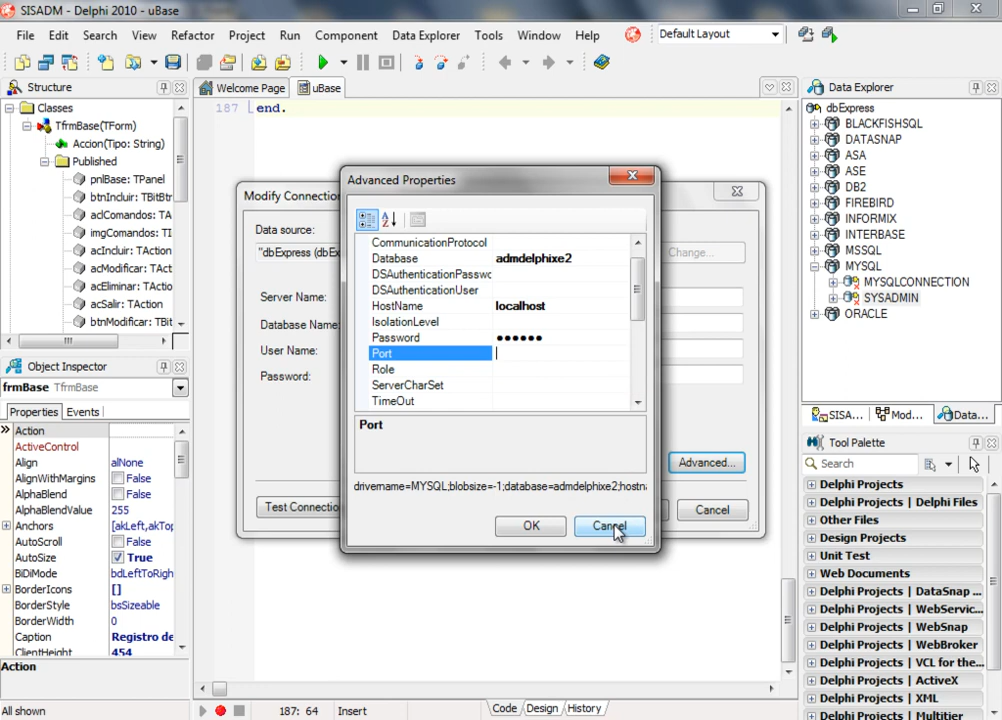 SISADM - Delphi 2010 - uBase
File Edit Search View Refactor Project Run Component Data Explorer Tools Window Help
Default Layout
Structure
Classes
TfrmBase(TForm)
Accion(Tipo: String)
Published
pnlBase: TPanel
btnIncluir: TBitBtr
adComandos: TA
imgComandos: TI
acIncluir: TAction
acModificar: TAct
acEliminar: TAction
acSalir: TAction
btnModificar: TBit
Object Inspector
frmBase TfrmBase
Properties Events
Action
ActiveControl
Align alNone
AlignWithMargins False
AlphaBlend False
AlphaBlendValue 255
Anchors [akLeft,akTop
AutoScroll False
AutoSize True
BiDiMode bdLeftToRigh
BorderIcons []
BorderStyle bsSizeable
BorderWidth 0
Caption Registro de
ClientHeight 454
Action
All shown
Welcome Page uBase
187 end.
Modify Connection
Data source:
"dbExpress (dbEx
Change...
Server Name:
Database Name:
User Name:
Password:
Advanced...
Test Connectio
Cancel
Advanced Properties
CommunicationProtocol
Database admdelphixe2
DSAuthenticationPasswo
DSAuthenticationUser
HostName localhost
IsolationLevel
Password ●●●●●●
Port
Role
ServerCharSet
TimeOut
Port
drivername=MYSQL;blobsize=-1;database=admdelphixe2;hostna
OK Cancel
187: 64 Insert
Code Design History
Data Explorer
dbExpress
BLACKFISHSQL
DATASNAP
ASA
ASE
DB2
FIREBIRD
INFORMIX
INTERBASE
MSSQL
MYSQL
MYSQLCONNECTION
SYSADMIN
ORACLE
SISA... Mod... Data...
Tool Palette
Search
Delphi Projects
Delphi Projects | Delphi Files
Other Files
Design Projects
Unit Test
Web Documents
Delphi Projects | DataSnap ...
Delphi Projects | WebServic...
Delphi Projects | WebSnap
Delphi Projects | WebBroker
Delphi Projects | VCL for the...
Delphi Projects | ActiveX
Delphi Projects | XML
Delphi Projects | Multitier